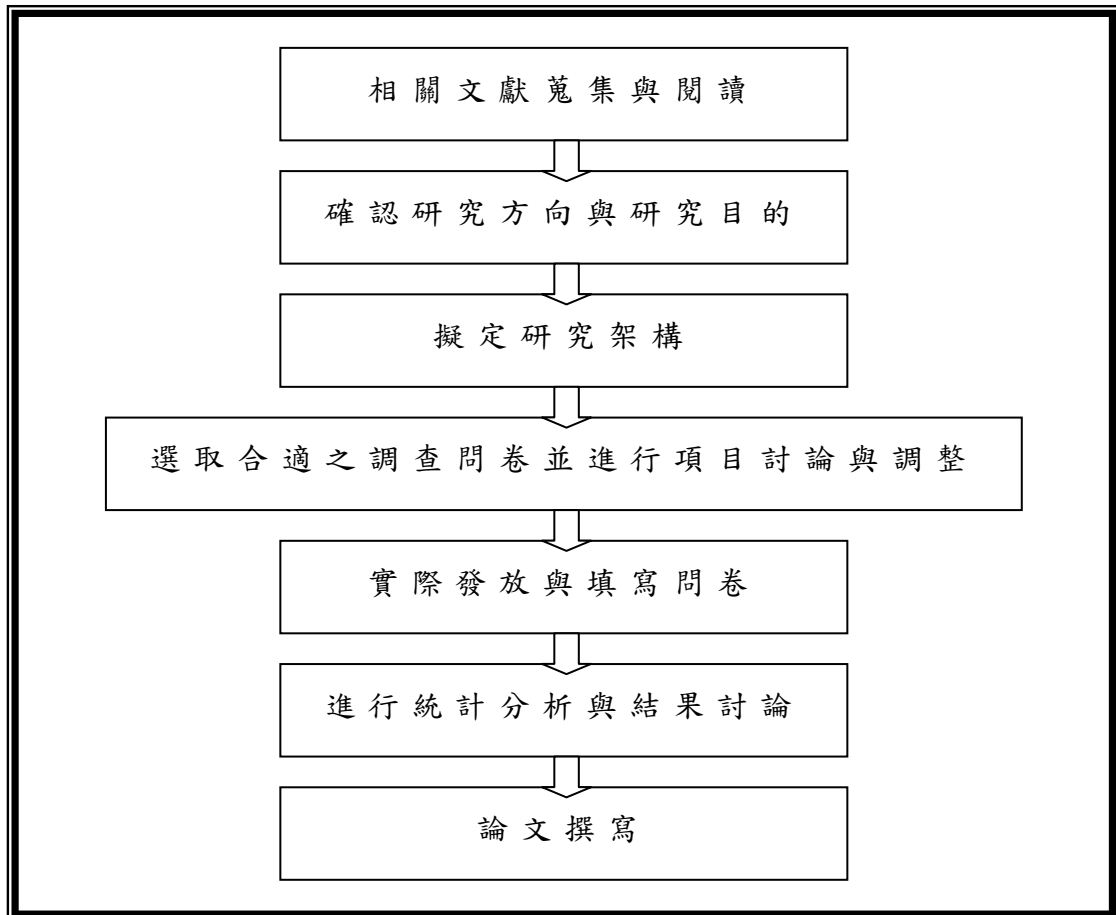 相關文獻蒐集與閱讀
確認研究方向與研究目的
擬定研究架構
選取合適之調查問卷並進行項目討論與調整
實際發放與填寫問卷
進行統計分析與結果討論
論文撰寫